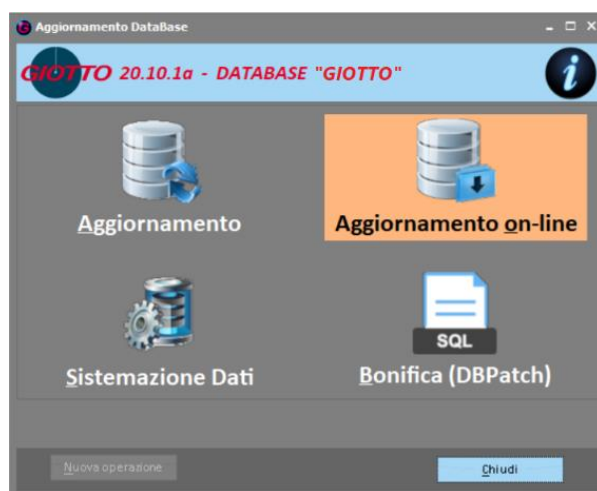 Aggiornamento DataBase
GIOTTO 20.10.1a - DATABASE "GIOTTO"
i
Aggiornamento
Aggiornamento on-line
SQL
Sistemazione Dati
Bonifica (DBPatch)
Nuova operazione
Chiudi